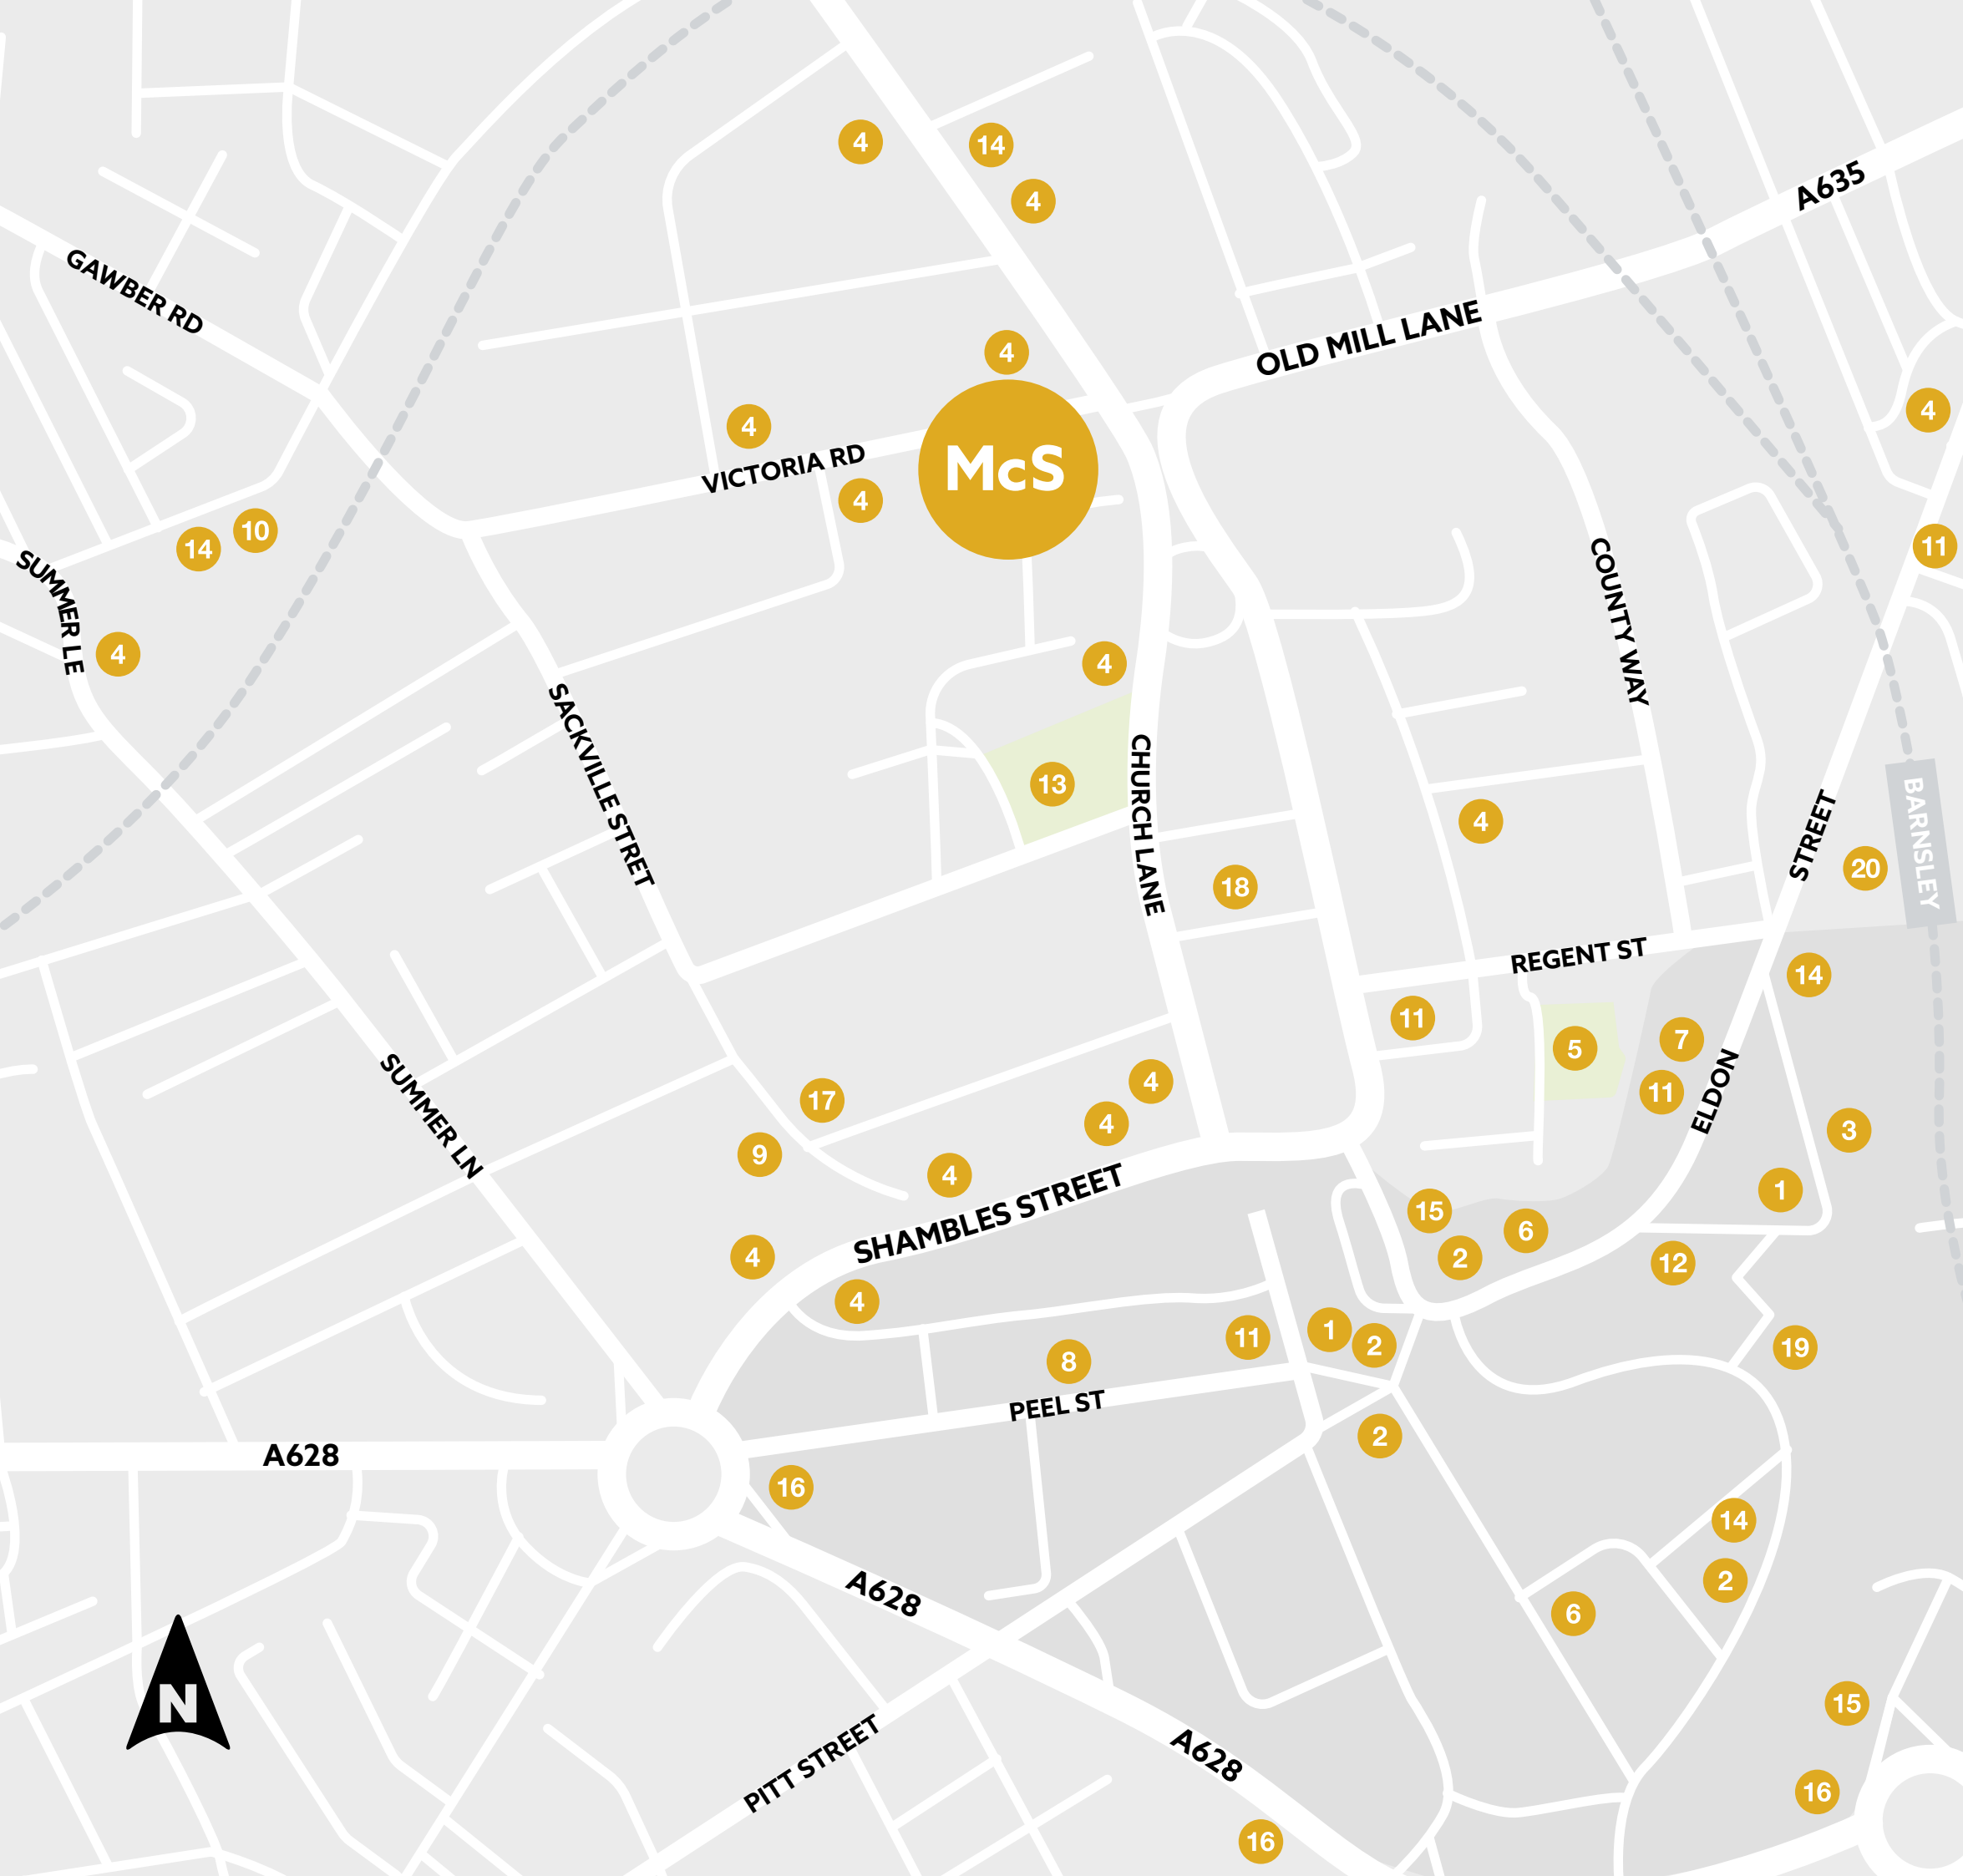 4
14
4
A635
GAWBER RD
OLD MILL LANE
4
4
4
McS
VICTORIA RD
4
14
10
11
SUMMER LE
4
4
COUNTY WAY
SACKVILLE STRET
CHURCH LANE
13
4
STREET
BARNSLEY
20
18
REGENT ST
14
11
5
7
11
ELDON
SUMMER LN
17
4
4
9
4
3
1
SHAMBLES STREET
15
6
2
12
4
4
11
1
2
19
8
PEEL ST
2
A628
16
14
2
A628
6
N
15
PITT STREET
A628
16
16